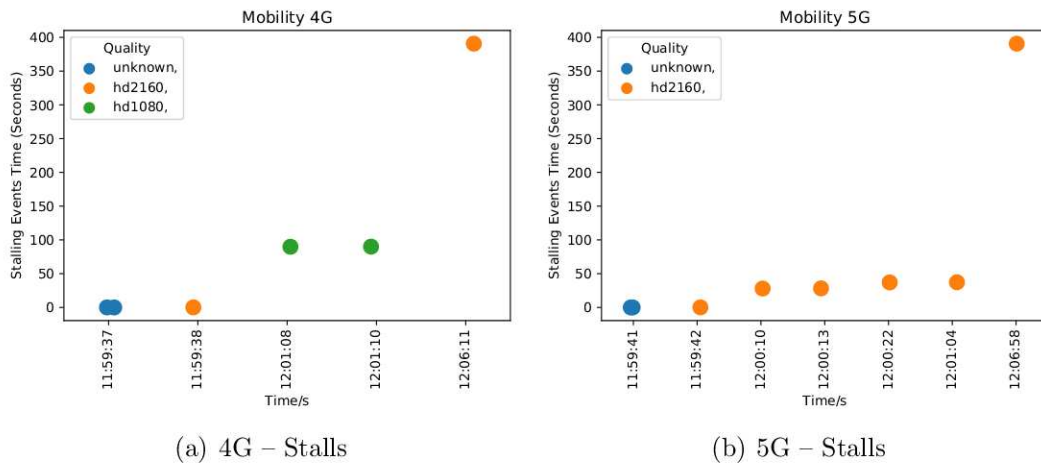 Mobility 4G
Stalling Events Time (Seconds)
400
350
300
250
200
150
100
50
0
Quality
unknown,
hd2160,
hd1080,
11:59:37
11:59:38
12:01:08
12:01:10
12:06:11
Time/s
(a) 4G – Stalls
Mobility 5G
Stalling Events Time (Seconds)
400
350
300
250
200
150
100
50
0
Quality
unknown,
hd2160,
11:59:41
11:59:42
12:00:10
12:00:13
12:00:22
12:01:04
12:06:58
Time/s
(b) 5G – Stalls